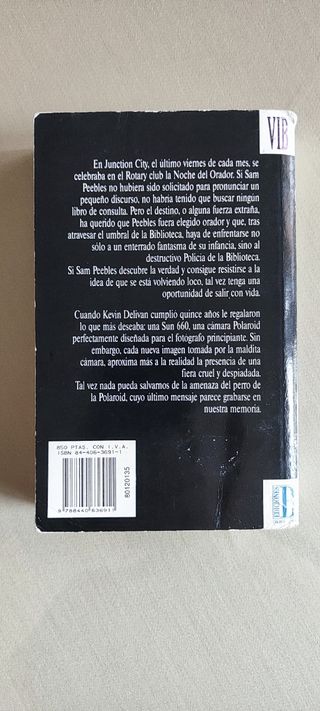 VIB
En Junction City, el último viernes de cada mes, se
celebraba en el Rotary club la Noche del Orador. Si Sam
Peebles no hubiera sido solicitado para pronunciar un
pequeño discurso, no habría tenido que buscar ningún
libro de consulta. Pero el destino, o alguna fuerza extraña,
ha querido que Peebles fuera elegido orador y que, tras
atravesar el umbral de la Biblioteca, haya de enfrentarse no
sólo a un enterrado fantasma de su infancia, sino al
destructivo Policía de la Biblioteca.
Si Sam Peebles descubre la verdad y consigue resistirse a la
idea de que se está volviendo loco, tal vez tenga una
oportunidad de salir con vida.
Cuando Kevin Delivan cumplió quince años le regalaron
lo que más deseaba: una Sun 660, una cámara Polaroid
perfectamente diseñada para el fotografo principiante. Sin
embargo, cada nueva imagen tomada por la maldita
cámara, aproxima más a la realidad la presencia de una
fiera cruel y despiadada.
Tal vez nada pueda salvarnos de la amenaza del perro de
la Polaroid, cuyo último mensaje parece grabarse en
nuestra memoria.
850 PTAS. CON I.V.A.
ISBN 84-406-3691-1
9 788440 636911
80120135
EDICIONES
B